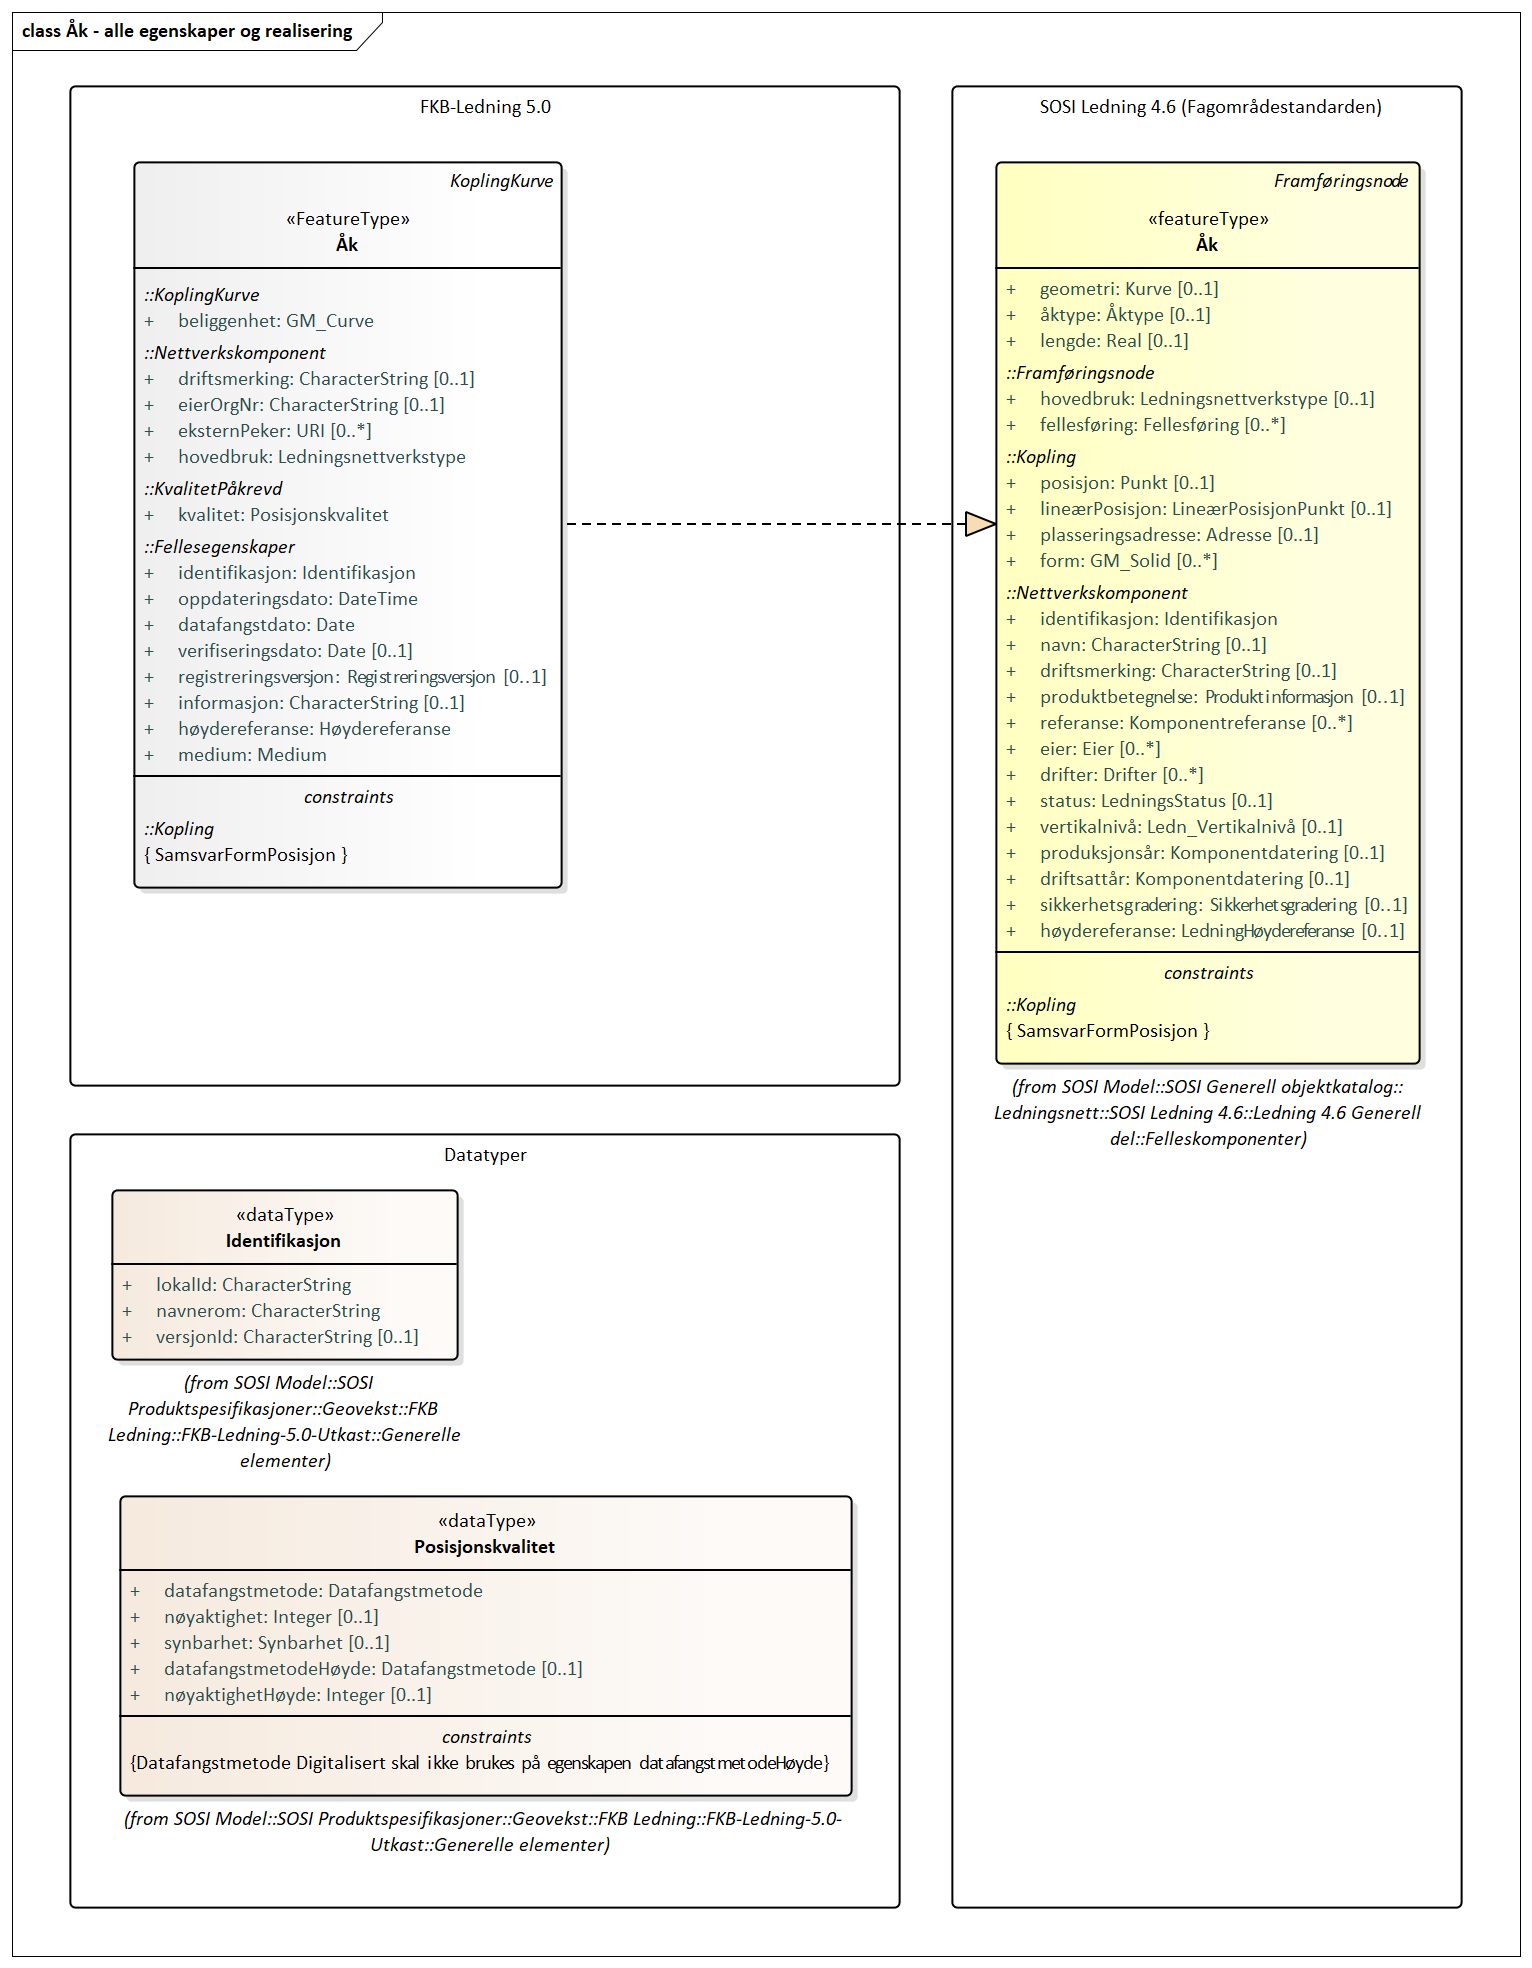 class Åk - alle egenskaper og realisering
FKB-Ledning 5.0
KoplingKurve
«FeatureType»
Åk
::KoplingKurve
+ beliggenhet: GM_Curve
::Nettverkskomponent
+ driftsmerking: CharacterString [0..1]
+ eierOrgNr: CharacterString [0..1]
+ eksternPeker: URI [0..*]
+ hovedbruk: Ledningsnettverkstype
::KvalitetPåkrevd
+ kvalitet: Posisjonskvalitet
::Fellesegenskaper
+ identifikasjon: Identifikasjon
+ oppdateringsdato: DateTime
+ datafangstdato: Date
+ verifiseringsdato: Date [0..1]
+ registreringsversjon: Registreringsversjon [0..1]
+ informasjon: CharacterString [0..1]
+ høydereferanse: Høydereferanse
+ medium: Medium
constraints
::Kopling
{ SamsvarFormPosisjon }
SOSI Ledning 4.6 (Fagområdestandarden)
Framføringsnode
«featureType»
Åk
+ geometri: Kurve [0..1]
+ åktype: Åktype [0..1]
+ lengde: Real [0..1]
::Framføringsnode
+ hovedbruk: Ledningsnettverkstype [0..1]
+ fellesføring: Fellesføring [0..*]
::Kopling
+ posisjon: Punkt [0..1]
+ lineærPosisjon: LineærPosisjonPunkt [0..1]
+ plasseringsadresse: Adresse [0..1]
+ form: GM_Solid [0..*]
::Nettverkskomponent
+ identifikasjon: Identifikasjon
+ navn: CharacterString [0..1]
+ driftsmerking: CharacterString [0..1]
+ produktbetegnelse: Produktinformasjon [0..1]
+ referanse: Komponentreferanse [0..*]
+ eier: Eier [0..*]
+ drifter: Drifter [0..*]
+ status: LedningsStatus [0..1]
+ vertikalnivå: Ledn_Vertikalnivå [0..1]
+ produksjonsår: Komponentdatering [0..1]
+ driftsattår: Komponentdatering [0..1]
+ sikkerhetsgradering: Sikkerhetsgradering [0..1]
+ høydereferanse: LedningHøydereferanse [0..1]
constraints
::Kopling
{ SamsvarFormPosisjon }
(from SOSI Model::SOSI Generell objektkatalog::
Ledningsnett::SOSI Ledning 4.6::Ledning 4.6 Generell
del::Felleskomponenter)
Datatyper
«dataType»
Identifikasjon
+ lokalId: CharacterString
+ navnerom: CharacterString
+ versjonId: CharacterString [0..1]
(from SOSI Model::SOSI
Produktspesifikasjoner::Geovekst::FKB
Ledning::FKB-Ledning-5.0-Utkast::Generelle
elementer)
«dataType»
Posisjonskvalitet
+ datafangstmetode: Datafangstmetode
+ nøyaktighet: Integer [0..1]
+ synbarhet: Synbarhet [0..1]
+ datafangstmetodeHøyde: Datafangstmetode [0..1]
+ nøyaktighetHøyde: Integer [0..1]
constraints
{Datafangstmetode Digitalisert skal ikke brukes på egenskapen datafangstmetodeHøyde}
(from SOSI Model::SOSI Produktspesifikasjoner::Geovekst::FKB Ledning::FKB-Ledning-5.0-
Utkast::Generelle elementer)